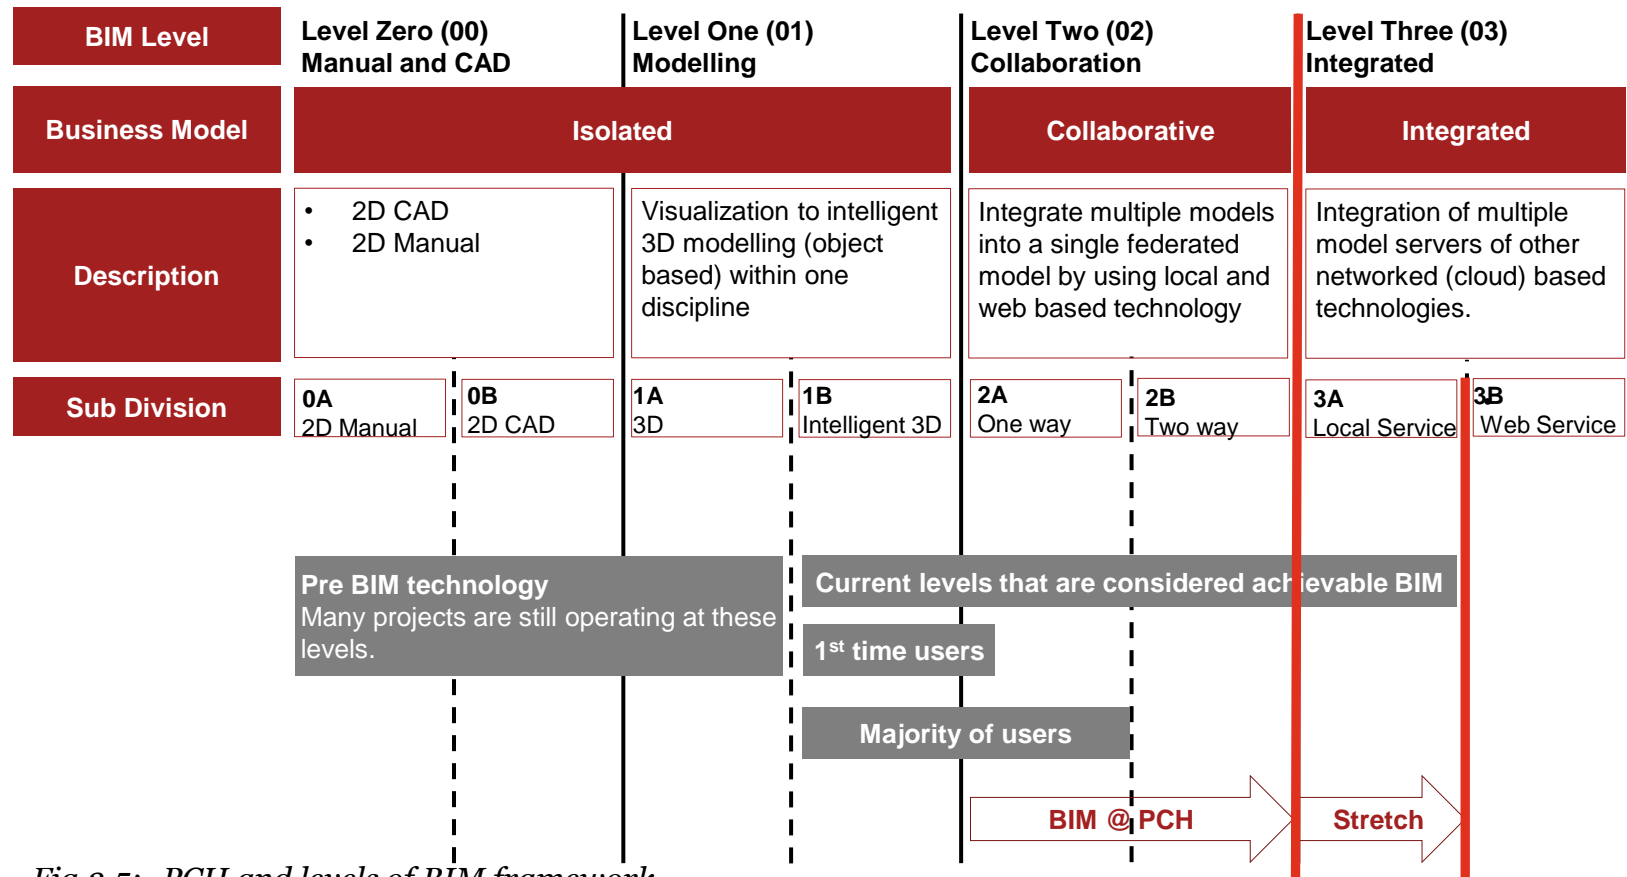 BIM Level
Level Zero (00)
Manual and CAD
Level One (01)
Modelling
Level Two (02)
Collaboration
Level Three (03)
Integrated
Business Model
Isolated
Collaborative
Integrated
Description
• 2D CAD
• 2D Manual
Visualization to intelligent
3D modelling (object
based) within one
discipline
Integrate multiple models
into a single federated
model by using local and
web based technology
Integration of multiple
model servers of other
networked (cloud) based
technologies.
Sub Division
0A
2D Manual
0B
2D CAD
1A
3D
1B
Intelligent 3D
2A
One way
2B
Two way
3A
Local Service
3B
Web Service
Pre BIM technology
Many projects are still operating at these
levels.
Current levels that are considered achievable BIM
1st time users
Majority of users
BIM @ PCH
Stretch
PCH and levels of BIM framework